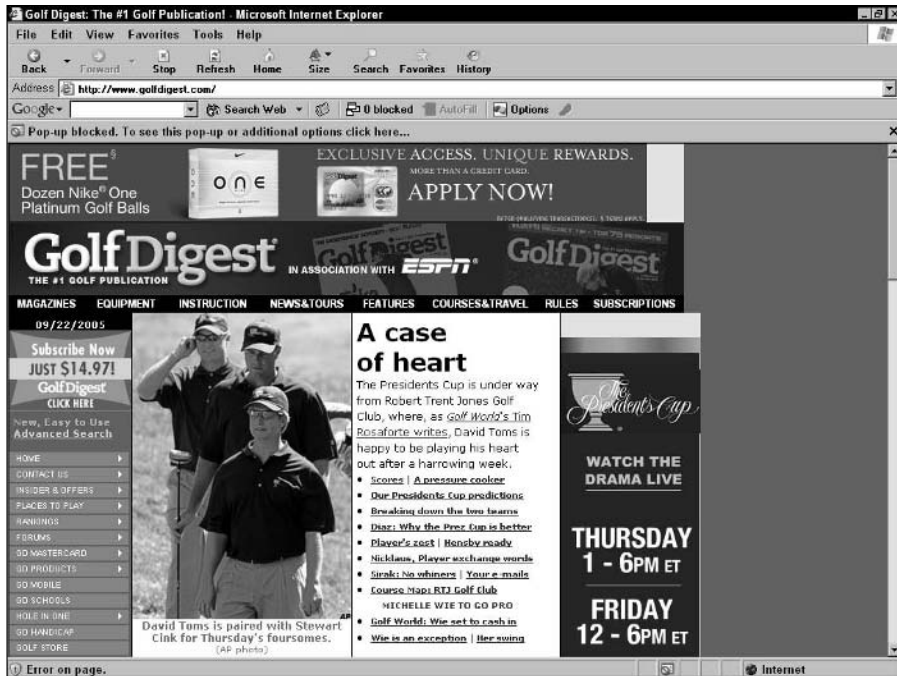 Golf Digest: The #1 Golf Publication! - Microsoft Internet Explorer
File Edit View Favorites Tools Help
Back Forward Stop Refresh Home Size Search Favorites History
Address http://www.golfdigest.com/
Google Search Web 0 blocked AutoFill Options
Pop-up blocked. To see this pop-up or additional options click here...
FREE§
Dozen Nike® One
Platinum Golf Balls
one
EXCLUSIVE ACCESS. UNIQUE REWARDS.
MORE THAN A CREDIT CARD.
APPLY NOW!
GolfDigest
THE #1 GOLF PUBLICATION
IN ASSOCIATION WITH ESPN
GolfDigest
GolfDigest
MAGAZINES EQUIPMENT INSTRUCTION NEWS&TOURS FEATURES COURSES&TRAVEL RULES SUBSCRIPTIONS
09/22/2005
Subscribe Now
JUST $14.97!
GolfDigest
CLICK HERE
New, Easy to Use
Advanced Search
HOME
CONTACT US
INSIDER & OFFERS
PLACES TO PLAY
RANKINGS
FORUMS
GD MASTERCARD
GD PRODUCTS
GD MOBILE
GD SCHOOLS
HOLE IN ONE
GD HANDICAP
GOLF STORE
AP
David Toms is paired with Stewart
Cink for Thursday's foursomes.
(AP photo)
A case
of heart
The Presidents Cup is under way
from Robert Trent Jones Golf
Club, where, as Golf World's Tim
Rosaforte writes, David Toms is
happy to be playing his heart
out after a harrowing week.
• Scores | A pressure cooker
• Our Presidents Cup predictions
• Breaking down the two teams
• Diaz: Why the Prez Cup is better
• Player's zest | Hensby ready
• Nicklaus, Player exchange words
• Sirak: No whiners | Your e-mails
• Course Map: RTJ Golf Club
MICHELLE WIE TO GO PRO
• Golf World: Wie set to cash in
• Wie is an exception | Her swing
The
Presidents Cup
WATCH THE
DRAMA LIVE
THURSDAY
1 - 6PM ET
FRIDAY
12 - 6PM ET
Error on page.
Internet